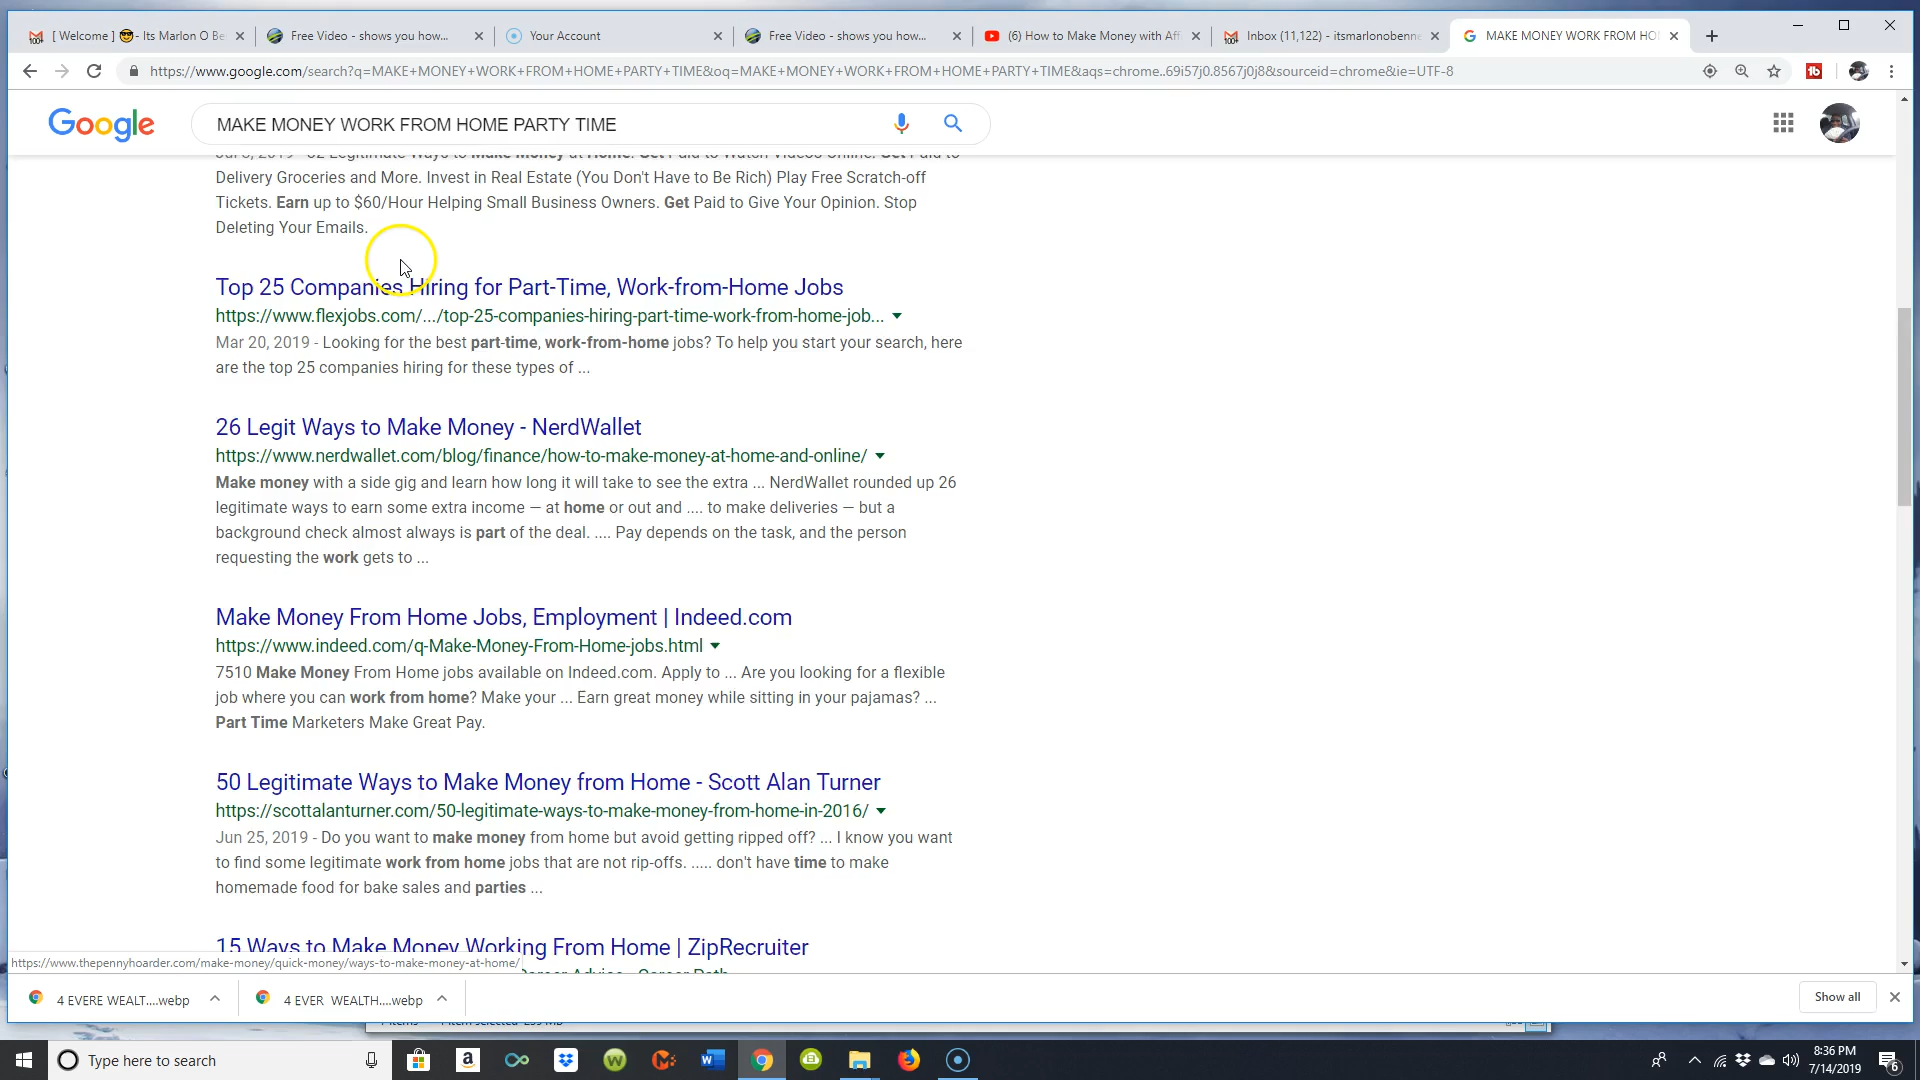 [ Welcome ] 😎 - Its Marlon O Be
Free Video - shows you how...
Your Account
Free Video - shows you how...
(6) How to Make Money with Aff
Inbox (11,122) - itsmarlonobenne
MAKE MONEY WORK FROM HO
https://www.google.com/search?q=MAKE+MONEY+WORK+FROM+HOME+PARTY+TIME&oq=MAKE+MONEY+WORK+FROM+HOME+PARTY+TIME&aqs=chrome..69i57j0.8567j0j8&sourceid=chrome&ie=UTF-8
Google
MAKE MONEY WORK FROM HOME PARTY TIME
2019 - 52 Legitimate Ways to Make Money at Home. Get Paid to Watch Videos Online. Get Paid to
Delivery Groceries and More. Invest in Real Estate (You Don't Have to Be Rich) Play Free Scratch-off
Tickets. Earn up to $60/Hour Helping Small Business Owners. Get Paid to Give Your Opinion. Stop
Deleting Your Emails.
Top 25 Companies Hiring for Part-Time, Work-from-Home Jobs
https://www.flexjobs.com/.../top-25-companies-hiring-part-time-work-from-home-job...
Mar 20, 2019 - Looking for the best part-time, work-from-home jobs? To help you start your search, here
are the top 25 companies hiring for these types of ...
26 Legit Ways to Make Money - NerdWallet
https://www.nerdwallet.com/blog/finance/how-to-make-money-at-home-and-online/
Make money with a side gig and learn how long it will take to see the extra ... NerdWallet rounded up 26
legitimate ways to earn some extra income — at home or out and .... to make deliveries — but a
background check almost always is part of the deal. .... Pay depends on the task, and the person
requesting the work gets to ...
Make Money From Home Jobs, Employment | Indeed.com
https://www.indeed.com/q-Make-Money-From-Home-jobs.html
7510 Make Money From Home jobs available on Indeed.com. Apply to ... Are you looking for a flexible
job where you can work from home? Make your ... Earn great money while sitting in your pajamas? ...
Part Time Marketers Make Great Pay.
50 Legitimate Ways to Make Money from Home - Scott Alan Turner
https://scottalanturner.com/50-legitimate-ways-to-make-money-from-home-in-2016/
Jun 25, 2019 - Do you want to make money from home but avoid getting ripped off? ... I know you want
to find some legitimate work from home jobs that are not rip-offs. ..... don't have time to make
homemade food for bake sales and parties ...
15 Ways to Make Money Working From Home | ZipRecruiter
https://www.thepennyhoarder.com/make-money/quick-money/ways-to-make-money-at-home/
4 EVERE WEALT....webp
4 EVER WEALTH....webp
Show all
Type here to search
8:36 PM
7/14/2019
6